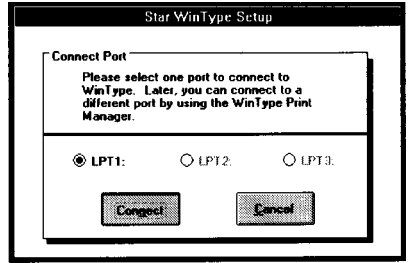 Star WinType Setup
Connect Port
Please select one port to connect to
WinType. Later, you can connect to a
different port by using the WinType Print
Manager.
LPT1: LPT2: LPT3:
Connect Cancel